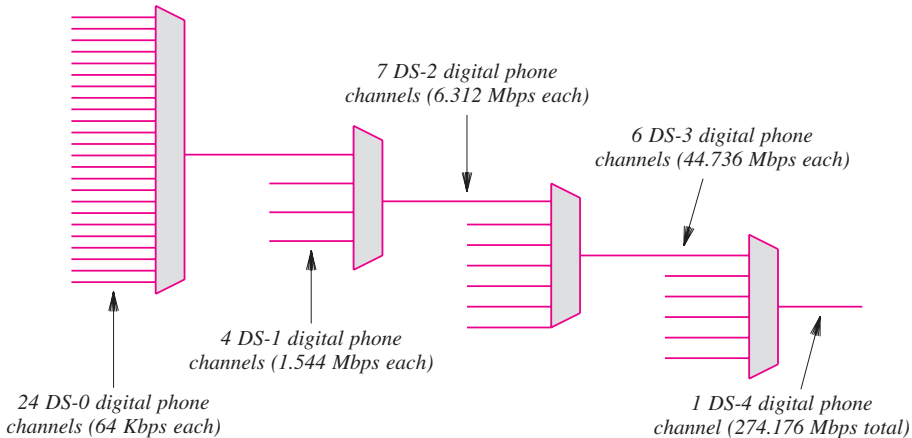 7 DS-2 digital phone
channels (6.312 Mbps each)
6 DS-3 digital phone
channels (44.736 Mbps each)
4 DS-1 digital phone
channels (1.544 Mbps each)
24 DS-0 digital phone
channels (64 Kbps each)
1 DS-4 digital phone
channel (274.176 Mbps total)